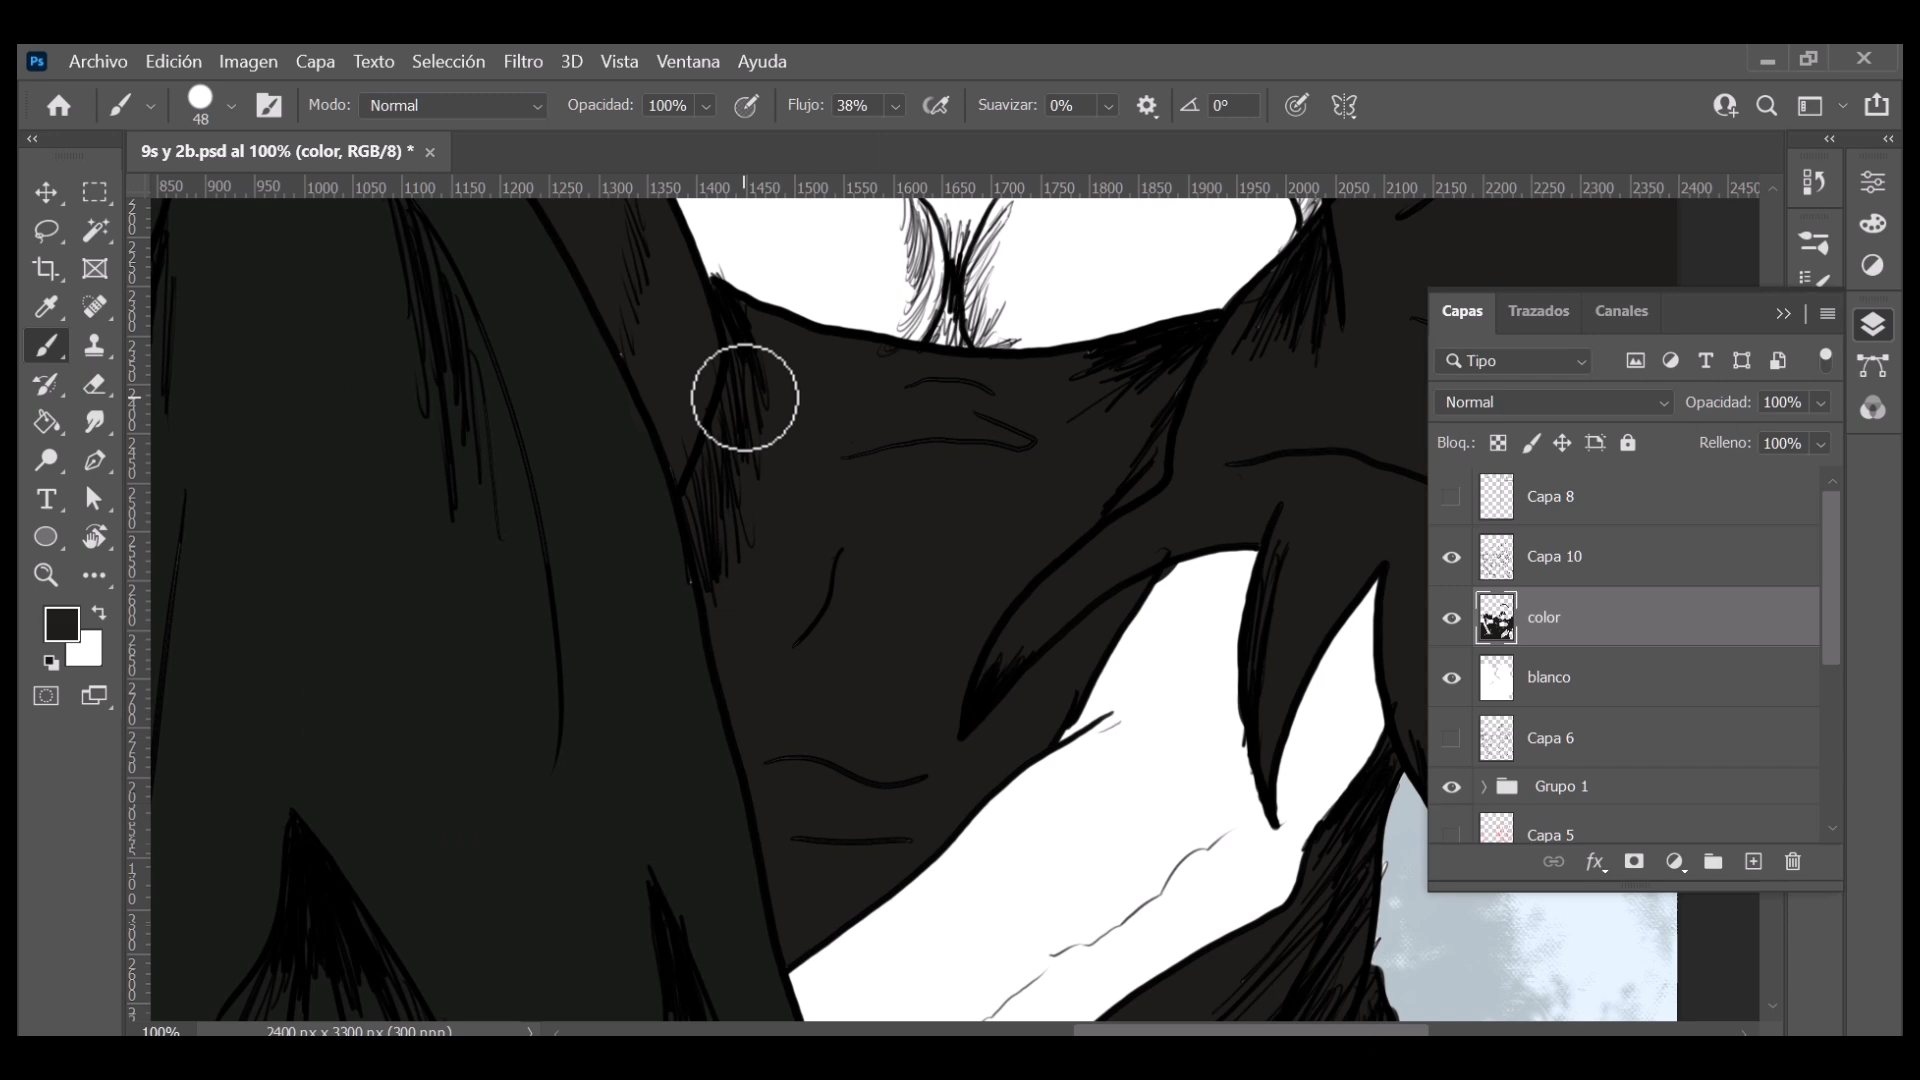 Ps Archivo Edición Imagen Capa Texto Selección Filtro 3D Vista Ventana Ayuda
48 Modo: Normal Opacidad: 100% Flujo: 38% Suavizar: 0% 0°
9s y 2b.psd al 100% (color, RGB/8) *
850 900 950 1000 1050 1100 1150 1200 1250 1300 1350 1400 1450 1500 1550 1600 1650 1700 1750 1800 1850 1900 1950 2000 2050 2100 2150 2200 2250 2300 2350 2400
Capas Trazados Canales
Tipo
Normal Opacidad: 100%
Bloq.: Relleno: 100%
Capa 8
Capa 10
color
blanco
Capa 6
Grupo 1
Capa 5
fx
100% 2400 px x 3300 px (300 ppp)